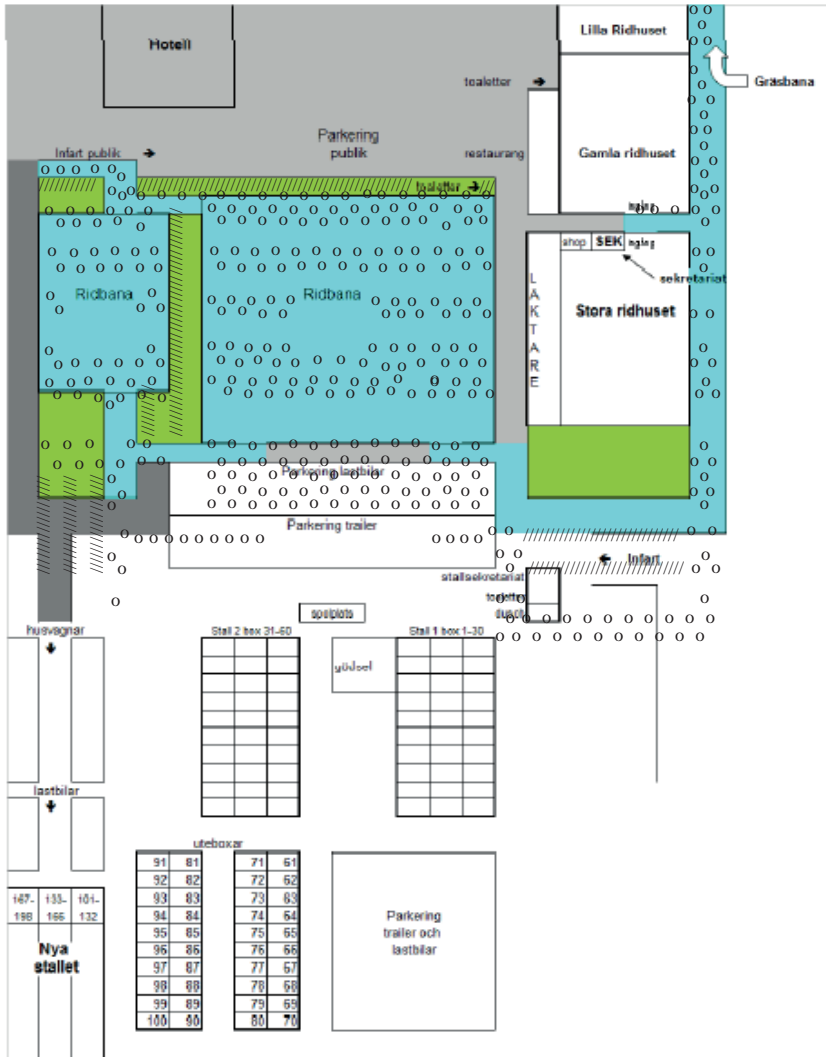 Lilla Ridhuset
Hotell
toaletter
Gräsbana
Parkering
publik
Infart publik
restaurang
Gamla ridhuset
toaletter
ingång
shop
SEK
ingång
sekretariat
Ridbana
Ridbana
L
Ä
K
T
A
R
E
Stora ridhuset
Parkering lastbilar
Parkering trailer
Infart
stallsekretariat
toaletter
dusch
spolplats
husvagnar
Stall 2 box 31-60
Stall 1 box 1-30
gödsel
lastbilar
uteboxar
91 81 71 61
92 82 72 62
93 83 73 63
94 84 74 64
95 85 75 65
96 86 76 66
97 87 77 67
98 88 78 68
99 89 79 69
100 90 80 70
167- 133- 101-
198 166 132
Nya
stallet
Parkering
trailer och
lastbilar